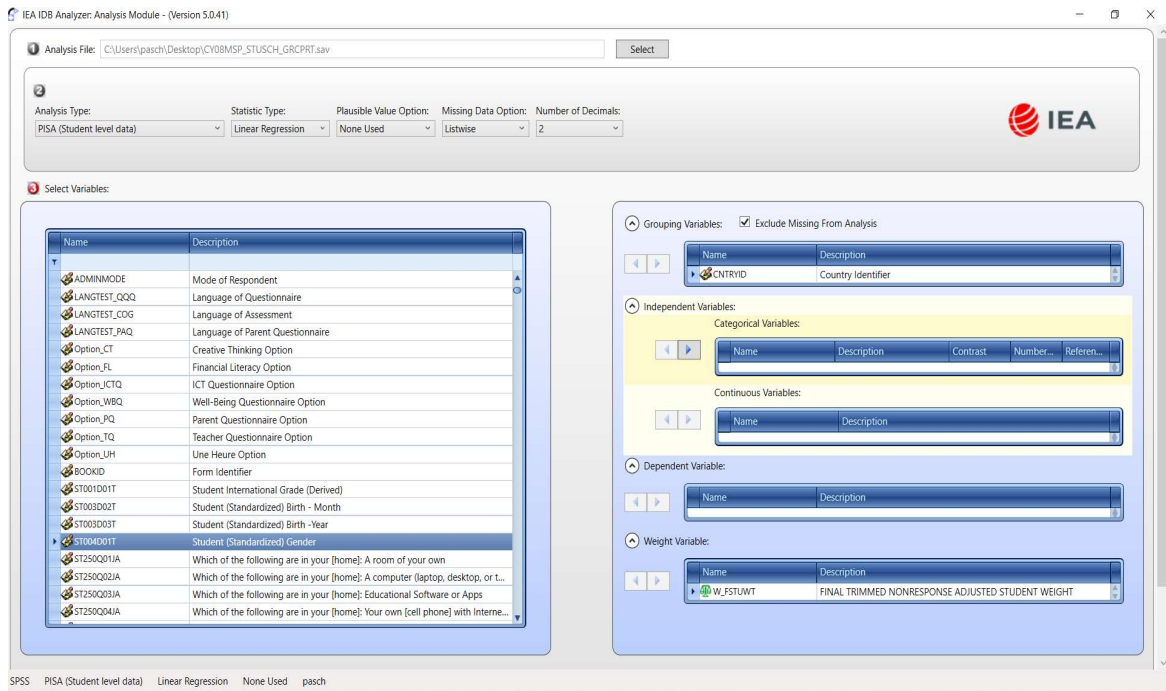 IEA IDB Analyzer: Analysis Module - (Version 5.0.41)
1 Analysis File: C:\Users\pasch\Desktop\CY08MSP_STUSCH_GRCPRT.sav Select
2
Analysis Type: Statistic Type: Plausible Value Option: Missing Data Option: Number of Decimals:
PISA (Student level data) Linear Regression None Used Listwise 2
IEA
3 Select Variables:
Name Description
ADMINMODE Mode of Respondent
LANGTEST_QQQ Language of Questionnaire
LANGTEST_COG Language of Assessment
LANGTEST_PAQ Language of Parent Questionnaire
Option_CT Creative Thinking Option
Option_FL Financial Literacy Option
Option_ICTQ ICT Questionnaire Option
Option_WBQ Well-Being Questionnaire Option
Option_PQ Parent Questionnaire Option
Option_TQ Teacher Questionnaire Option
Option_UH Une Heure Option
BOOKID Form Identifier
ST001D01T Student International Grade (Derived)
ST003D02T Student (Standardized) Birth - Month
ST003D03T Student (Standardized) Birth -Year
ST004D01T Student (Standardized) Gender
ST250Q01JA Which of the following are in your [home]: A room of your own
ST250Q02JA Which of the following are in your [home]: A computer (laptop, desktop, or t...
ST250Q03JA Which of the following are in your [home]: Educational Software or Apps
ST250Q04JA Which of the following are in your [home]: Your own [cell phone] with Interne...
Grouping Variables: Exclude Missing From Analysis
Name Description
CNTRYID Country Identifier
Independent Variables:
Categorical Variables:
Name Description Contrast Number... Referen...
Continuous Variables:
Name Description
Dependent Variable:
Name Description
Weight Variable:
Name Description
W_FSTUWT FINAL TRIMMED NONRESPONSE ADJUSTED STUDENT WEIGHT
SPSS PISA (Student level data) Linear Regression None Used pasch